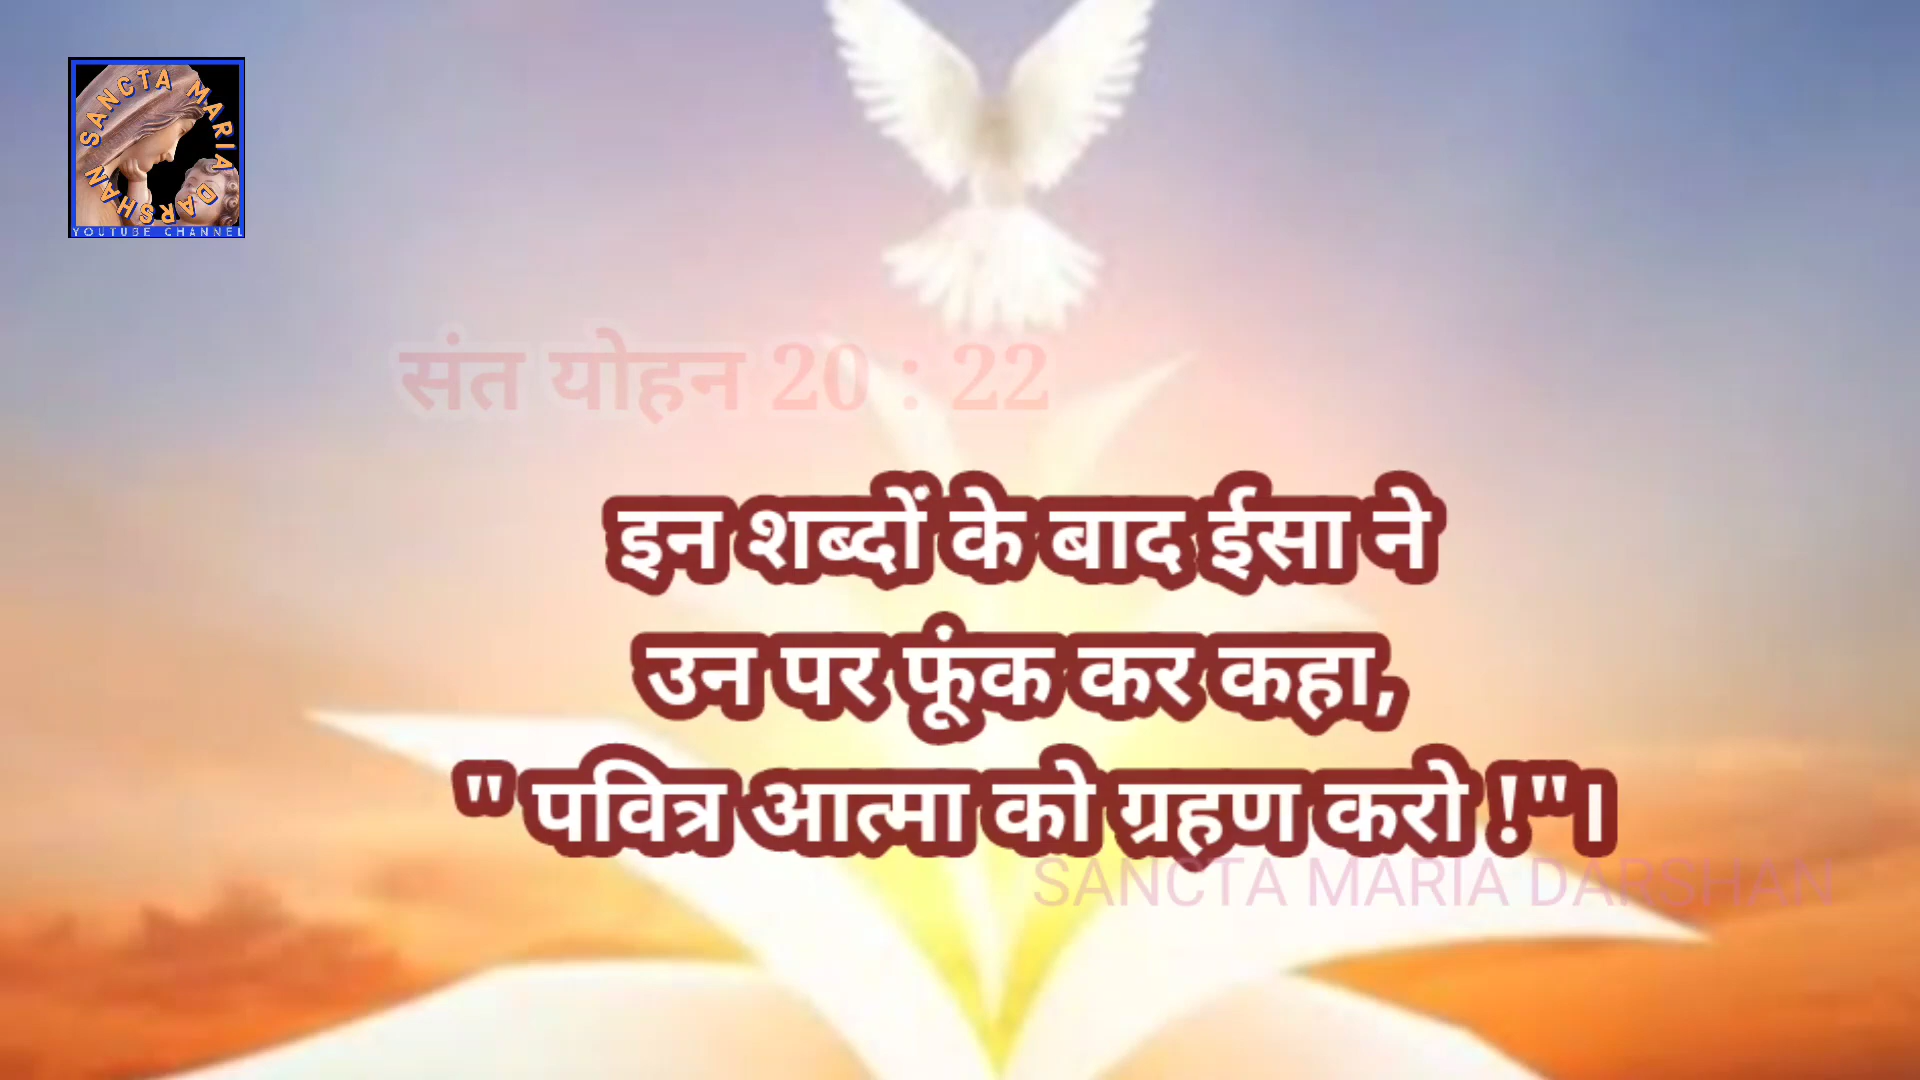 SANCTA MARIA DARSHAN
YOUTUBE CHANNEL
संत योहन 20 : 22
इन शब्दों के बाद ईसा ने
उन पर फूंक कर कहा,
" पवित्र आत्मा को ग्रहण करो !"।
SANCTA MARIA DARSHAN